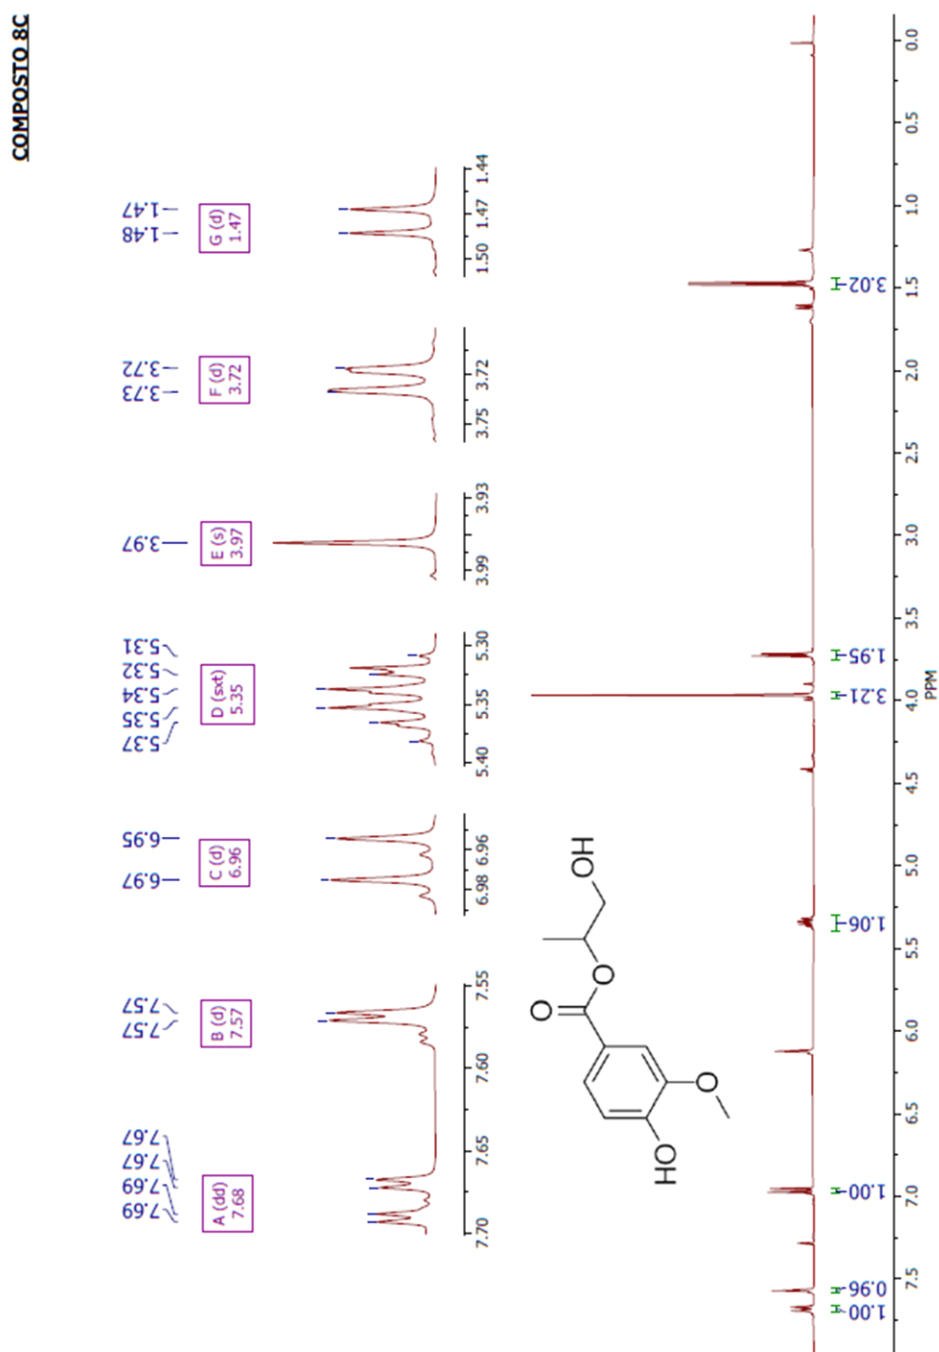 COMPOSTO 8C
7.69 7.69 7.67 7.67 7.57 7.57 6.97 6.95 5.37 5.35 5.34 5.32 5.31 3.97 3.73 3.72 1.48 1.47
A (dd) B (d) C (d) D (sxt) E (s) F (d) G (d)
7.68 7.57 6.96 5.35 3.97 3.72 1.47
7.70 7.65 7.60 7.55 6.98 6.96 5.40 5.35 5.30 3.99 3.93 3.75 3.72 1.50 1.47 1.44
O
OH
O
HO
O
1.00 0.96 1.00 1.06 3.21 1.95 3.02
7.5 7.0 6.5 6.0 5.5 5.0 4.5 4.0 3.5 3.0 2.5 2.0 1.5 1.0 0.5 0.0
PPM